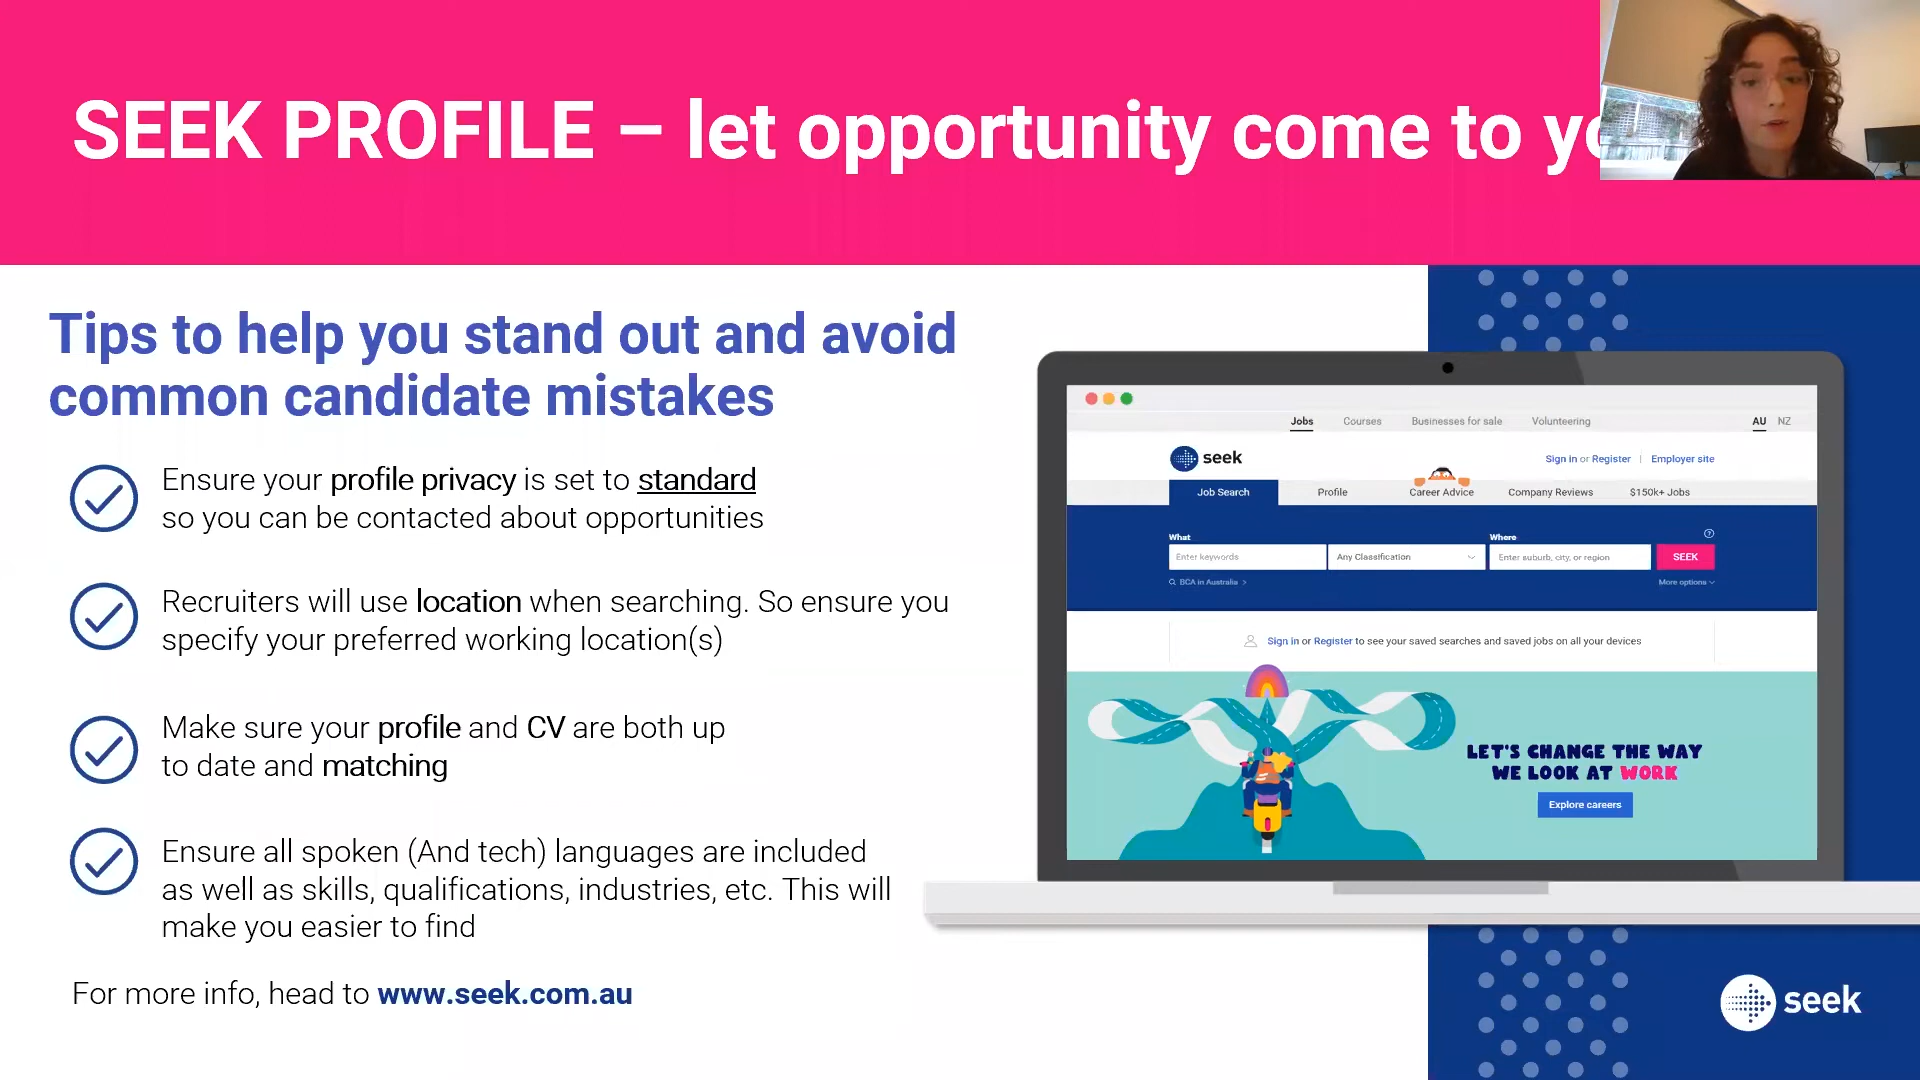 SEEK PROFILE – let opportunity come to yo
Tips to help you stand out and avoid
common candidate mistakes
Ensure your profile privacy is set to standard
so you can be contacted about opportunities
Recruiters will use location when searching. So ensure you
specify your preferred working location(s)
Make sure your profile and CV are both up
to date and matching
Ensure all spoken (And tech) languages are included
as well as skills, qualifications, industries, etc. This will
make you easier to find
For more info, head to www.seek.com.au
Jobs Courses Businesses for sale Volunteering AU NZ
seek Sign in or Register | Employer site
Job Search Profile Career Advice Company Reviews $150k+ Jobs
What Where
Enter keywords Any Classification Enter suburb, city, or region SEEK
BCA in Australia > More options
Sign in or Register to see your saved searches and saved jobs on all your devices
LET'S CHANGE THE WAY
WE LOOK AT WORK
Explore careers
seek